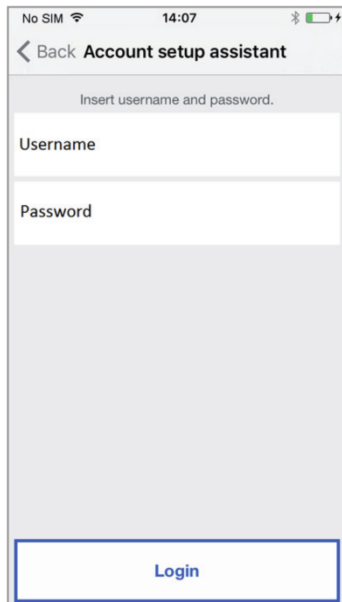 No SIM 14:07
Back Account setup assistant
Insert username and password.
Username
Password
Login